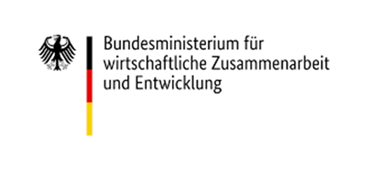 Bundesministerium für
wirtschaftliche Zusammenarbeit
und Entwicklung